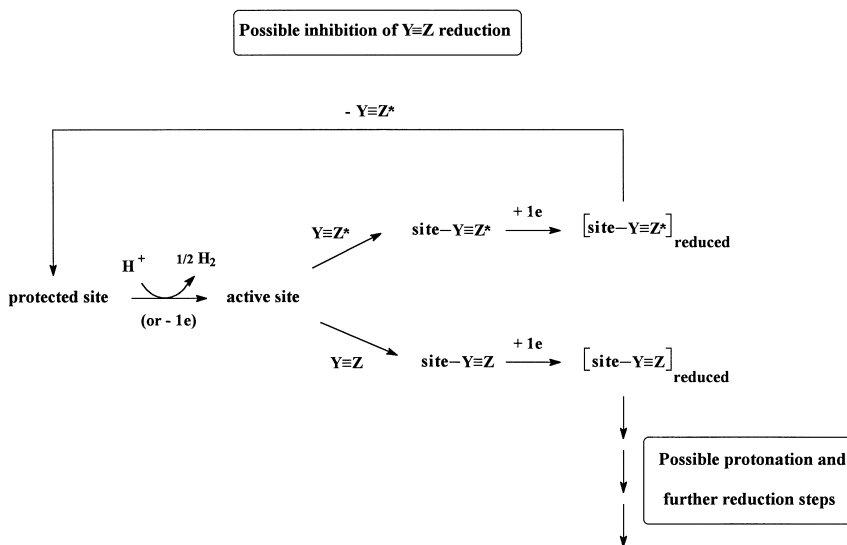 Possible inhibition of Y≡Z reduction
- Y≡Z*
Y≡Z*
site–Y≡Z*
+ 1e
[site–Y≡Z*]reduced
H+
1/2 H2
protected site
(or - 1e)
active site
Y≡Z
site–Y≡Z
+ 1e
[site–Y≡Z]reduced
Possible protonation and
further reduction steps